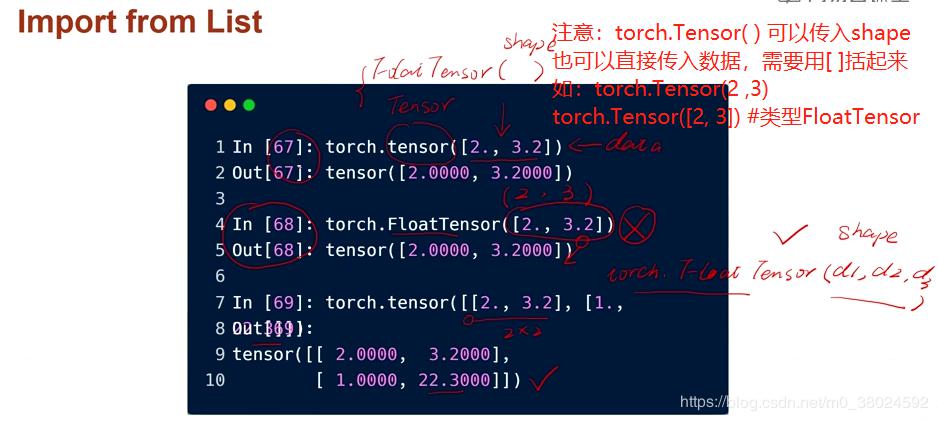 Import from List
注意：torch.Tensor( ) 可以传入shape
也可以直接传入数据，需要用[ ]括起来
如：torch.Tensor(2 ,3)
torch.Tensor([2, 3]) #类型FloatTensor
shape
FloatTensor( )
Tensor
1 In [67]: torch.tensor([2., 3.2])
data
2 Out[67]: tensor([2.0000, 3.2000])
3
(2, 3)
4 In [68]: torch.FloatTensor([2., 3.2])
5 Out[68]: tensor([2.0000, 3.2000])
shape
torch.FloatTensor(d1,d2,d3)
6
7 In [69]: torch.tensor([[2., 3.2], [1.,
8 Out[69]:
2×2
9 tensor([[ 2.0000, 3.2000],
10 [ 1.0000, 22.3000]])
https://blog.csdn.net/m0_38024592